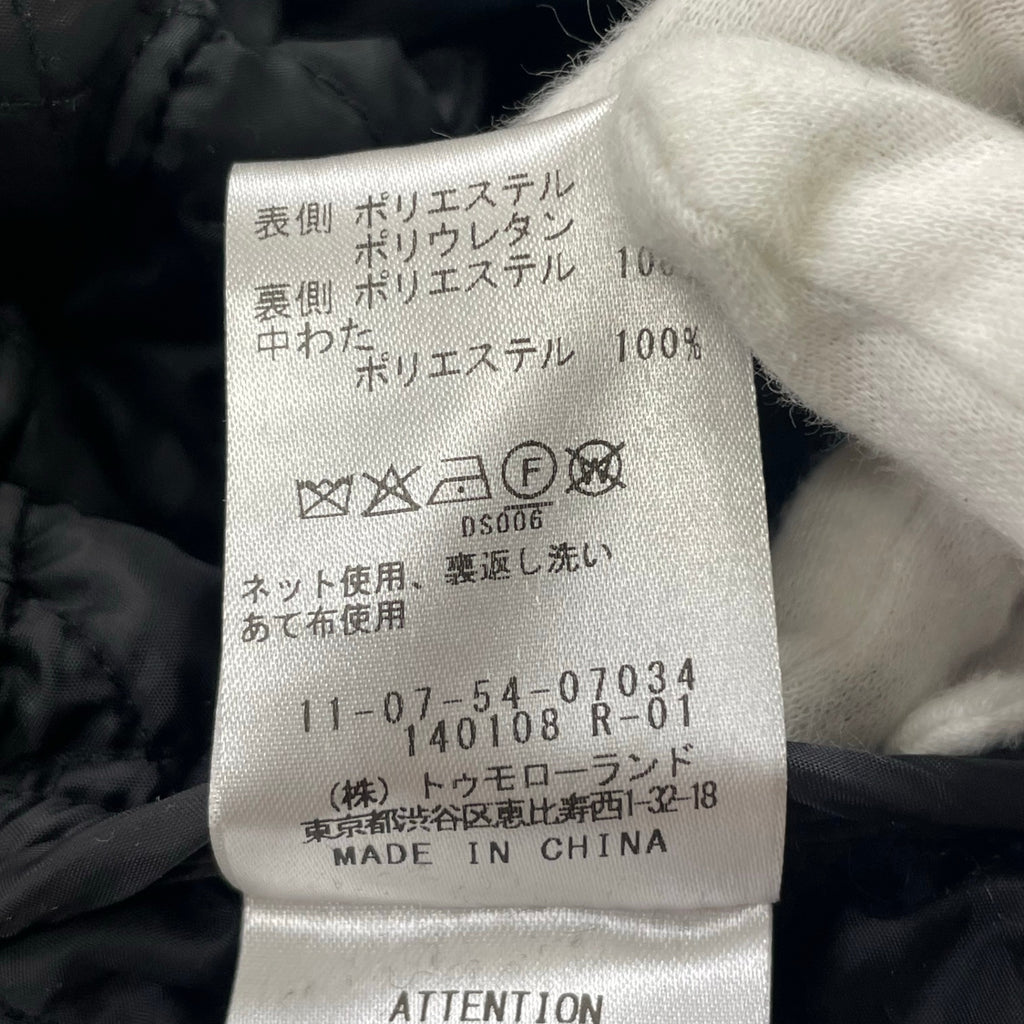 表側 ポリエステル
ポリウレタン
裏側 ポリエステル
中わた
ポリエステル 100%
F
W
DS006
ネット使用、裏返し洗い
あて布使用
11-07-54-07034
140108 R-01
(株) トゥモローランド
東京都渋谷区恵比寿西1-32-18
MADE IN CHINA
ATTENTION